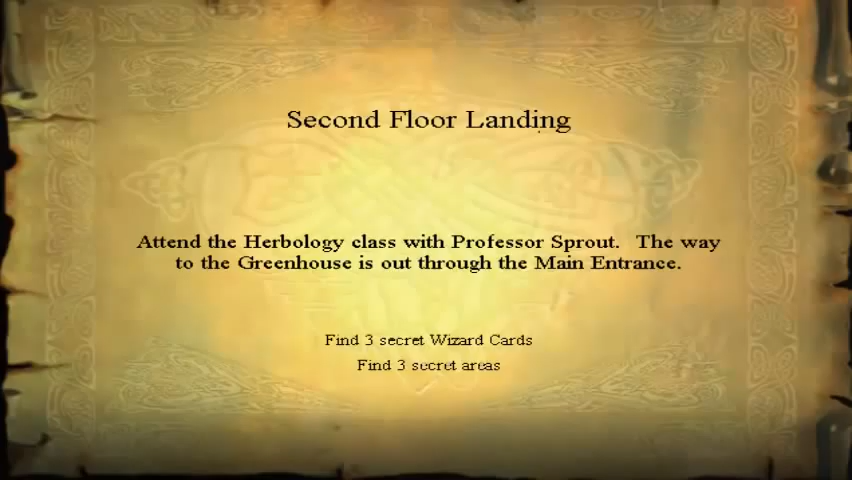 Second Floor Landing
Attend the Herbology class with Professor Sprout. The way
to the Greenhouse is out through the Main Entrance.
Find 3 secret Wizard Cards
Find 3 secret areas